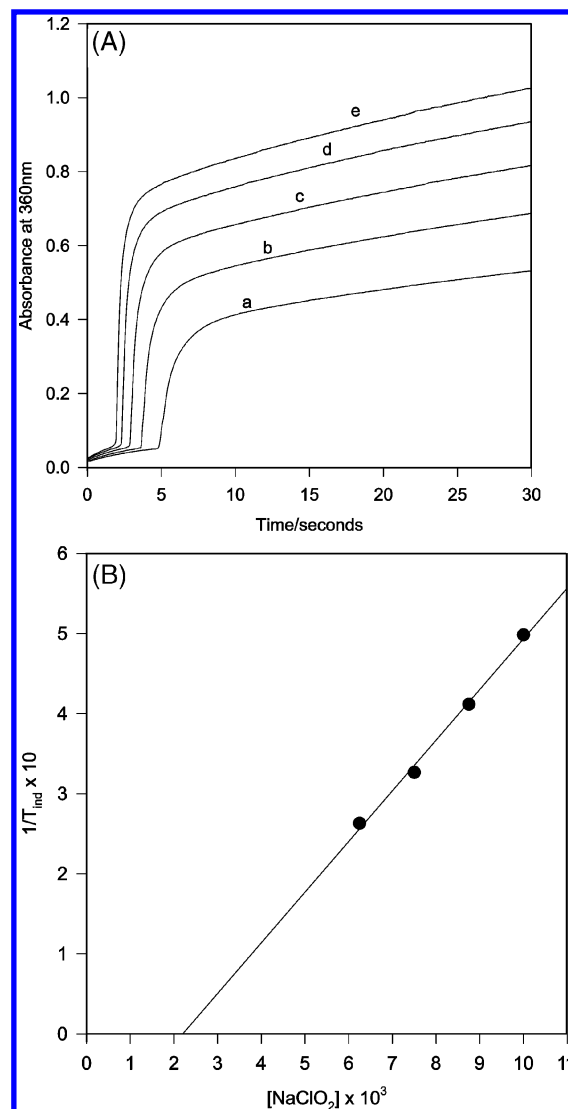 (A)
1.2
1.0
0.8
0.6
0.4
0.2
0.0
Absorbance at 360nm
e
d
c
b
a
0 5 10 15 20 25 30
Time/seconds
(B)
6
5
4
3
2
1
0
1/T_ind x 10
0 1 2 3 4 5 6 7 8 9 10 11
[NaClO₂] x 10³